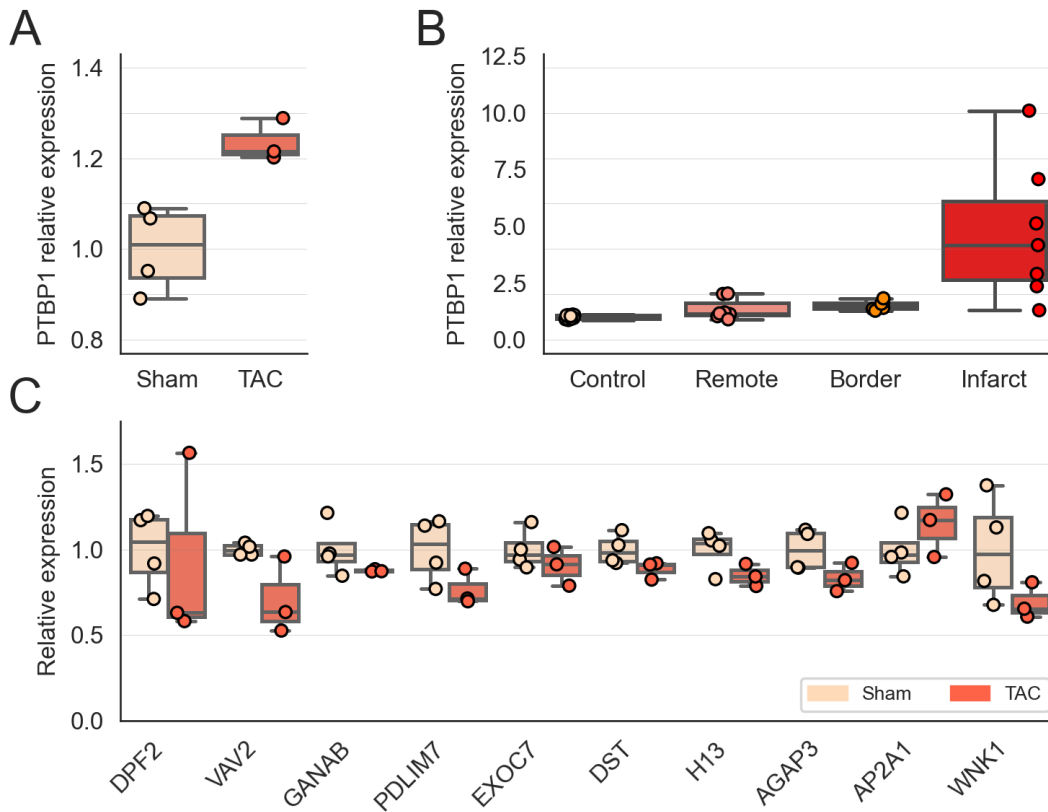 A
PTBP1 relative expression
1.4
1.2
1.0
0.8
Sham TAC
B
PTBP1 relative expression
12.5
10.0
7.5
5.0
2.5
0.0
Control Remote Border Infarct
C
Relative expression
1.5
1.0
0.5
0.0
Sham TAC
DPF2 VAV2 GANAB PDLIM7 EXOC7 DST H13 AGAP3 AP2A1 WNK1